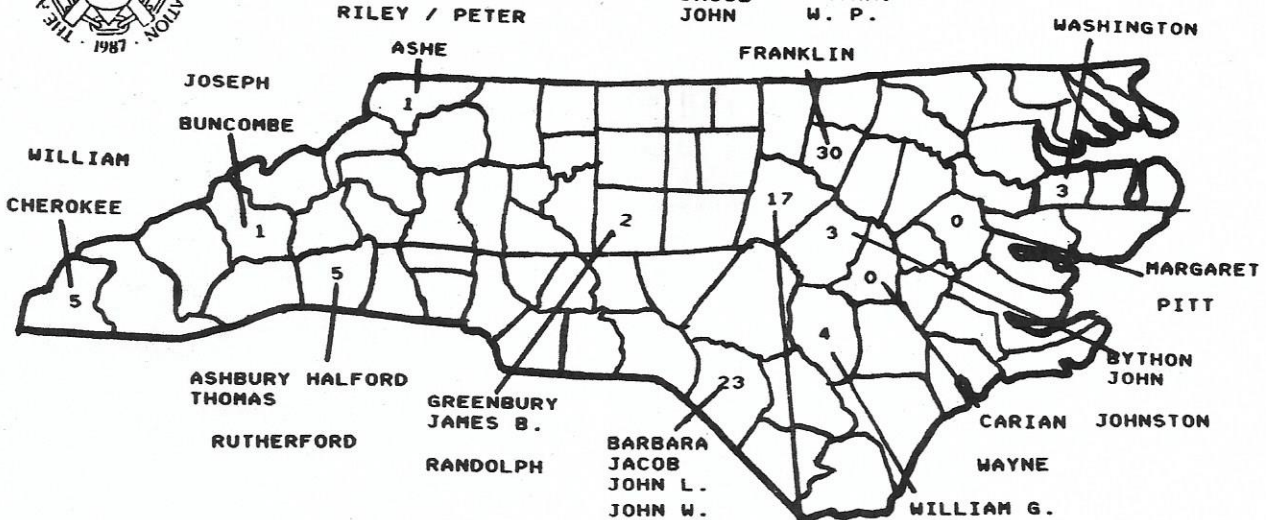 THE
1987
RILEY / PETER
JOHN W. P.
WASHINGTON
ASHE
FRANKLIN
JOSEPH
1
BUNCOMBE
30
WILLIAM
3
CHEROKEE
17
2
3
0
1
0
5
5
MARGARET
PITT
4
BYTHON
JOHN
23
ASHBURY HALFORD
THOMAS
GREENBURY
JAMES B.
CARIAN JOHNSTON
RUTHERFORD
BARBARA
JACOB
JOHN L.
JOHN W.
RANDOLPH
WAYNE
WILLIAM G.